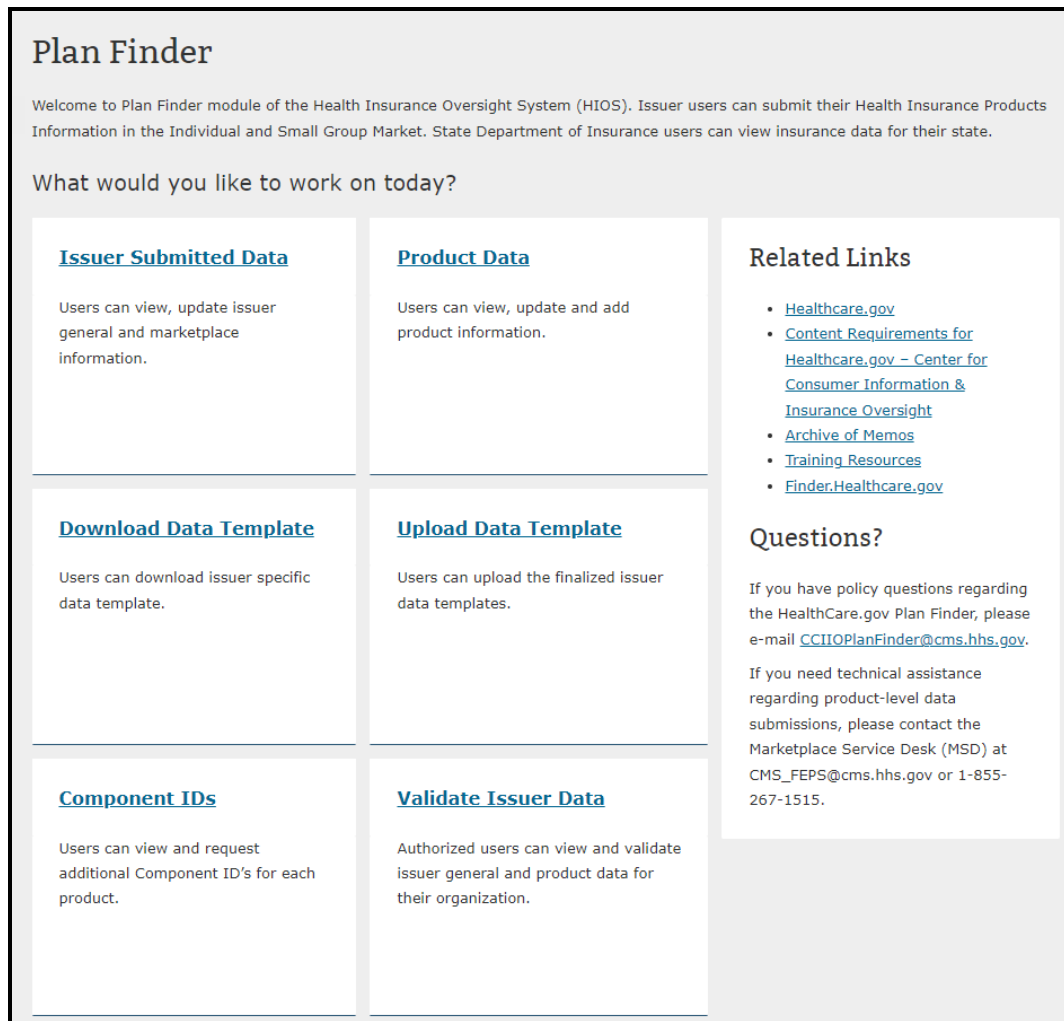 Plan Finder
Welcome to Plan Finder module of the Health Insurance Oversight System (HIOS). Issuer users can submit their Health Insurance Products
Information in the Individual and Small Group Market. State Department of Insurance users can view insurance data for their state.
What would you like to work on today?
Issuer Submitted Data
Users can view, update issuer
general and marketplace
information.
Product Data
Users can view, update and add
product information.
Download Data Template
Users can download issuer specific
data template.
Upload Data Template
Users can upload the finalized issuer
data templates.
Component IDs
Users can view and request
additional Component ID's for each
product.
Validate Issuer Data
Authorized users can view and validate
issuer general and product data for
their organization.
Related Links
• Healthcare.gov
• Content Requirements for
Healthcare.gov – Center for
Consumer Information &
Insurance Oversight
• Archive of Memos
• Training Resources
• Finder.Healthcare.gov
Questions?
If you have policy questions regarding
the HealthCare.gov Plan Finder, please
e-mail CCIIOPlanFinder@cms.hhs.gov.
If you need technical assistance
regarding product-level data
submissions, please contact the
Marketplace Service Desk (MSD) at
CMS_FEPS@cms.hhs.gov or 1-855-
267-1515.